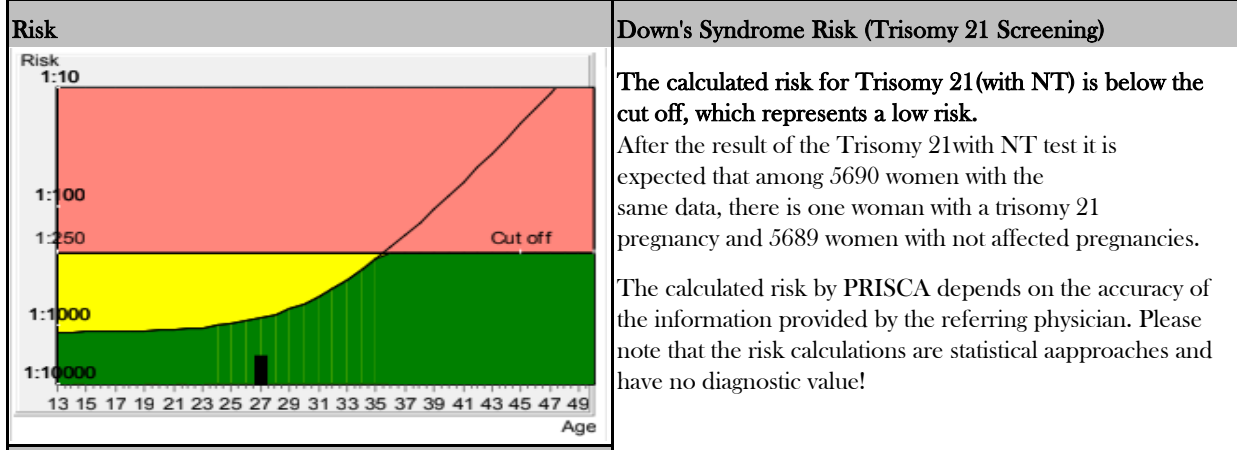 Risk
Risk
1:10
1:100
1:250
Cut off
1:1000
1:10000
13 15 17 19 21 23 25 27 29 31 33 35 37 39 41 43 45 47 49
Age
Down's Syndrome Risk (Trisomy 21 Screening)
The calculated risk for Trisomy 21(with NT) is below the
cut off, which represents a low risk.
After the result of the Trisomy 21with NT test it is
expected that among 5690 women with the
same data, there is one woman with a trisomy 21
pregnancy and 5689 women with not affected pregnancies.
The calculated risk by PRISCA depends on the accuracy of
the information provided by the referring physician. Please
note that the risk calculations are statistical aapproaches and
have no diagnostic value!